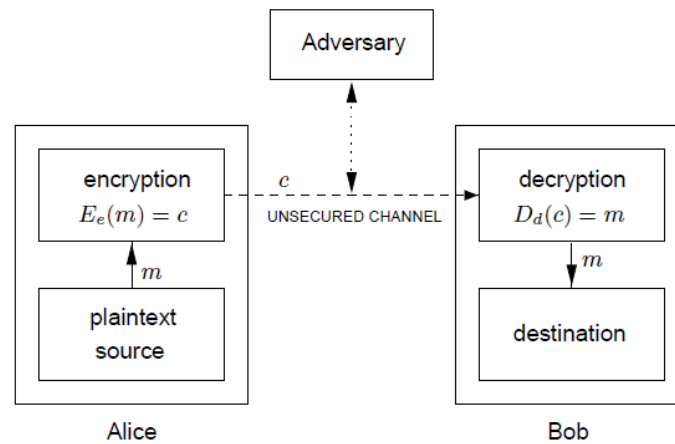 Adversary
encryption
E_e(m) = c
c
UNSECURED CHANNEL
decryption
D_d(c) = m
m
m
plaintext
source
destination
Alice
Bob